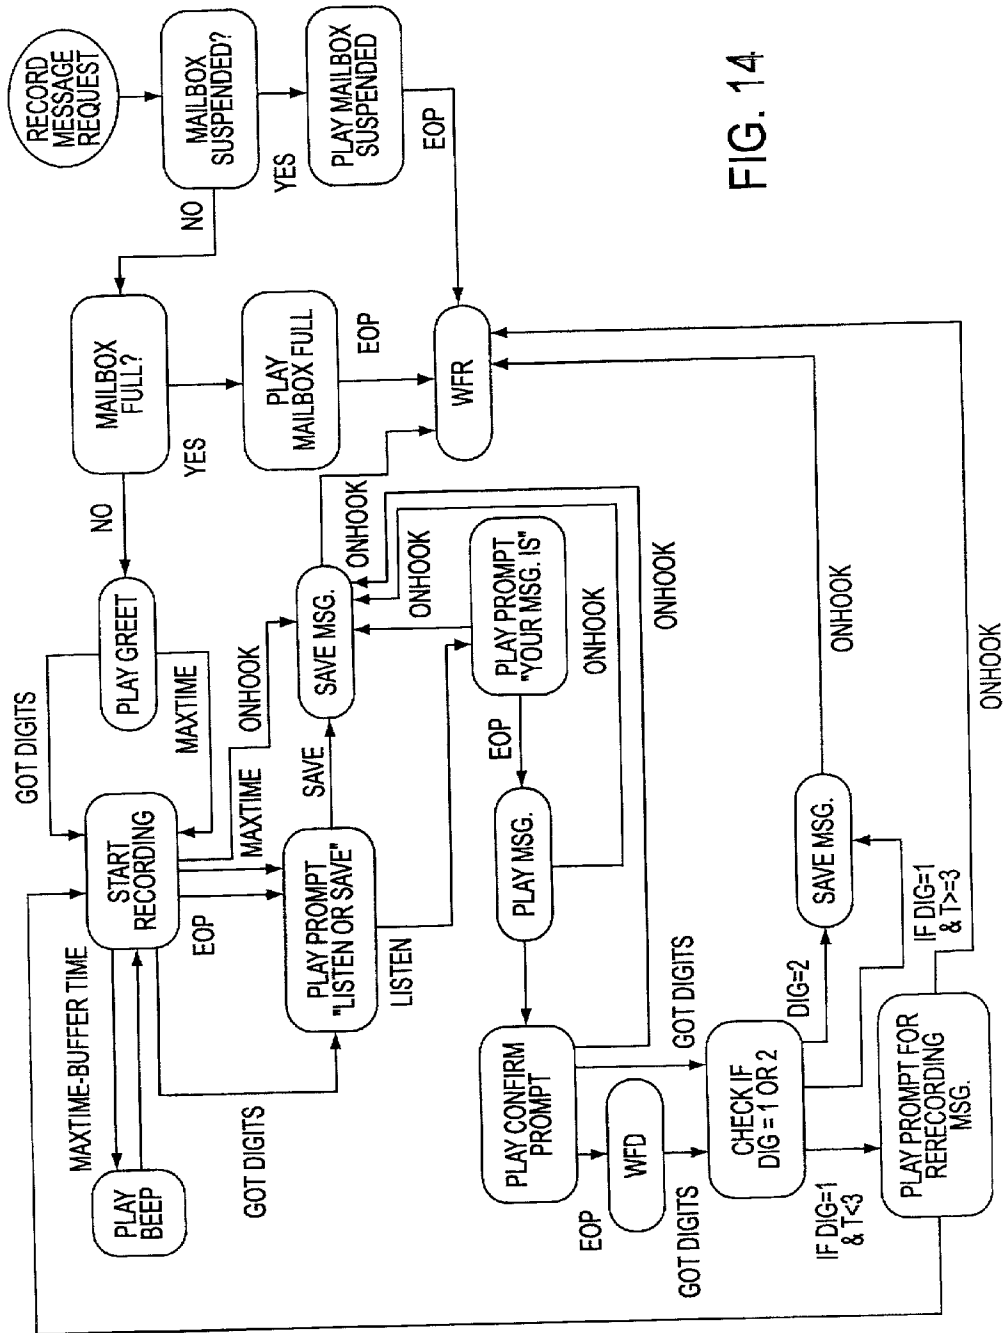 RECORD
MESSAGE
REQUEST
MAILBOX
SUSPENDED?
YES
NO
PLAY MAILBOX
SUSPENDED
EOP
MAILBOX
FULL?
YES
NO
PLAY
MAILBOX FULL
EOP
WFR
PLAY GREET
GOT DIGITS
MAXTIME
START
RECORDING
MAXTIME-BUFFER TIME
PLAY
BEEP
EOP
MAXTIME
ONHOOK
GOT DIGITS
PLAY PROMPT
"LISTEN OR SAVE"
SAVE
LISTEN
SAVE MSG.
ONHOOK
ONHOOK
PLAY PROMPT
"YOUR MSG. IS"
EOP
PLAY MSG.
ONHOOK
ONHOOK
PLAY CONFIRM
PROMPT
EOP
GOT DIGITS
WFD
GOT DIGITS
CHECK IF
DIG = 1 OR 2
DIG=2
SAVE MSG.
ONHOOK
IF DIG=1
& T<3
IF DIG=1
& T>=3
PLAY PROMPT FOR
RERECORDING
MSG.
ONHOOK
FIG. 14